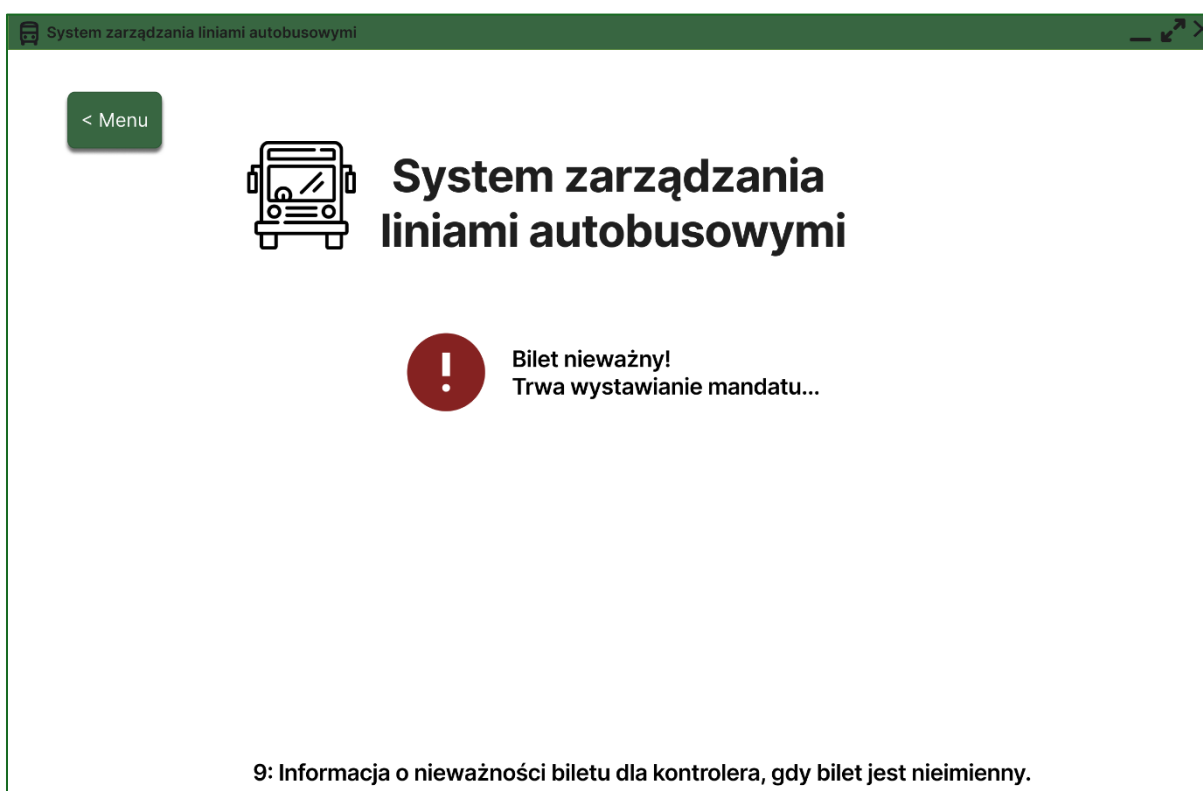 System zarządzania liniami autobusowymi
< Menu
System zarządzania
liniami autobusowymi
Bilet nieważny!
Trwa wystawianie mandatu...
9: Informacja o nieważności biletu dla kontrolera, gdy bilet jest nieimienny.